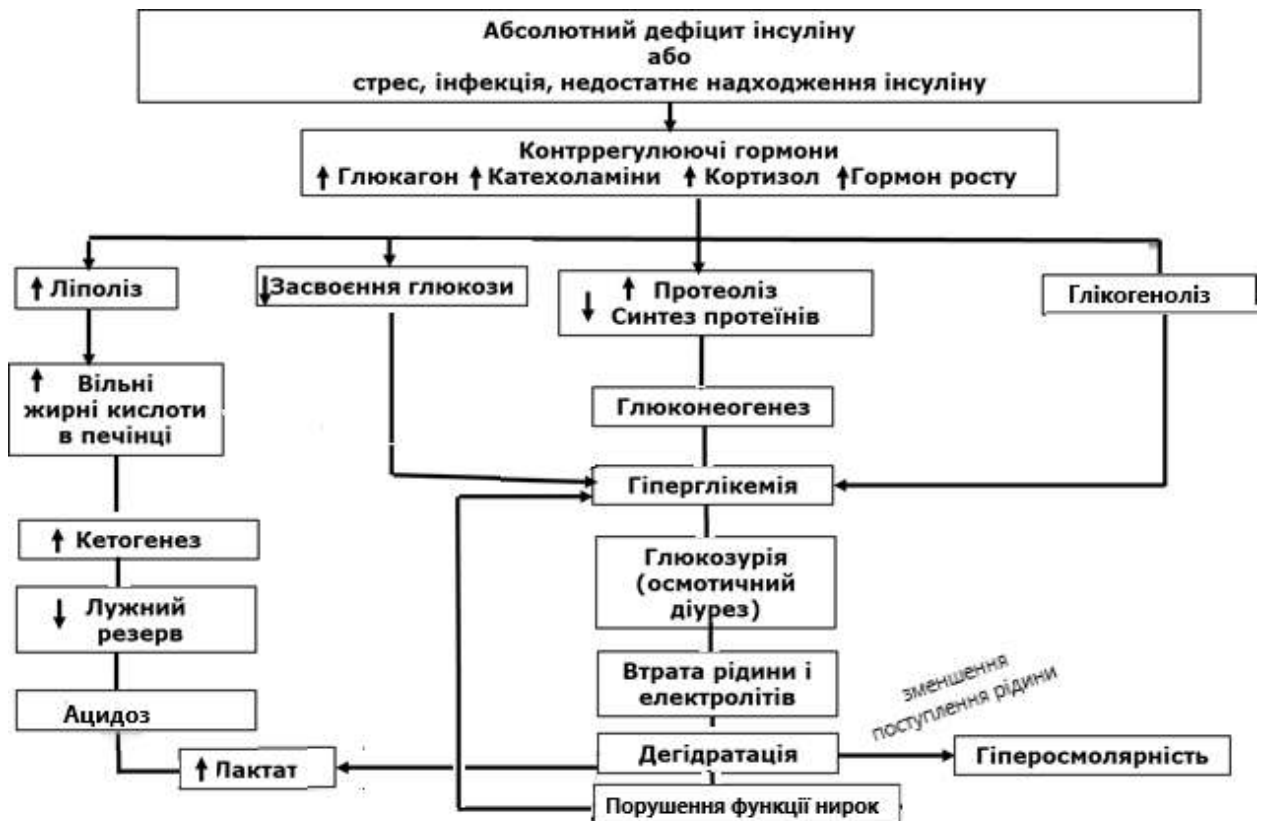 Абсолютний дефіцит інсуліну
або
стрес, інфекція, недостатнє надходження інсуліну
Контррегулюючі гормони
↑ Глюкагон ↑ Катехоламіни ↑ Кортизол ↑ Гормон росту
↑ Ліполіз
↓ Засвоєння глюкози
↑ Протеоліз
↓ Синтез протеїнів
Глікогеноліз
↑ Вільні
жирні кислоти
в печінці
Глюконеогенез
Гіперглікемія
↑ Кетогенез
Глюкозурія
(осмотичний
діурез)
↓ Лужний
резерв
Втрата рідини і
електролітів
зменшення
поступлення рідини
Ацидоз
↑ Лактат
Дегідратація
Гіперосмолярність
Порушення функції нирок